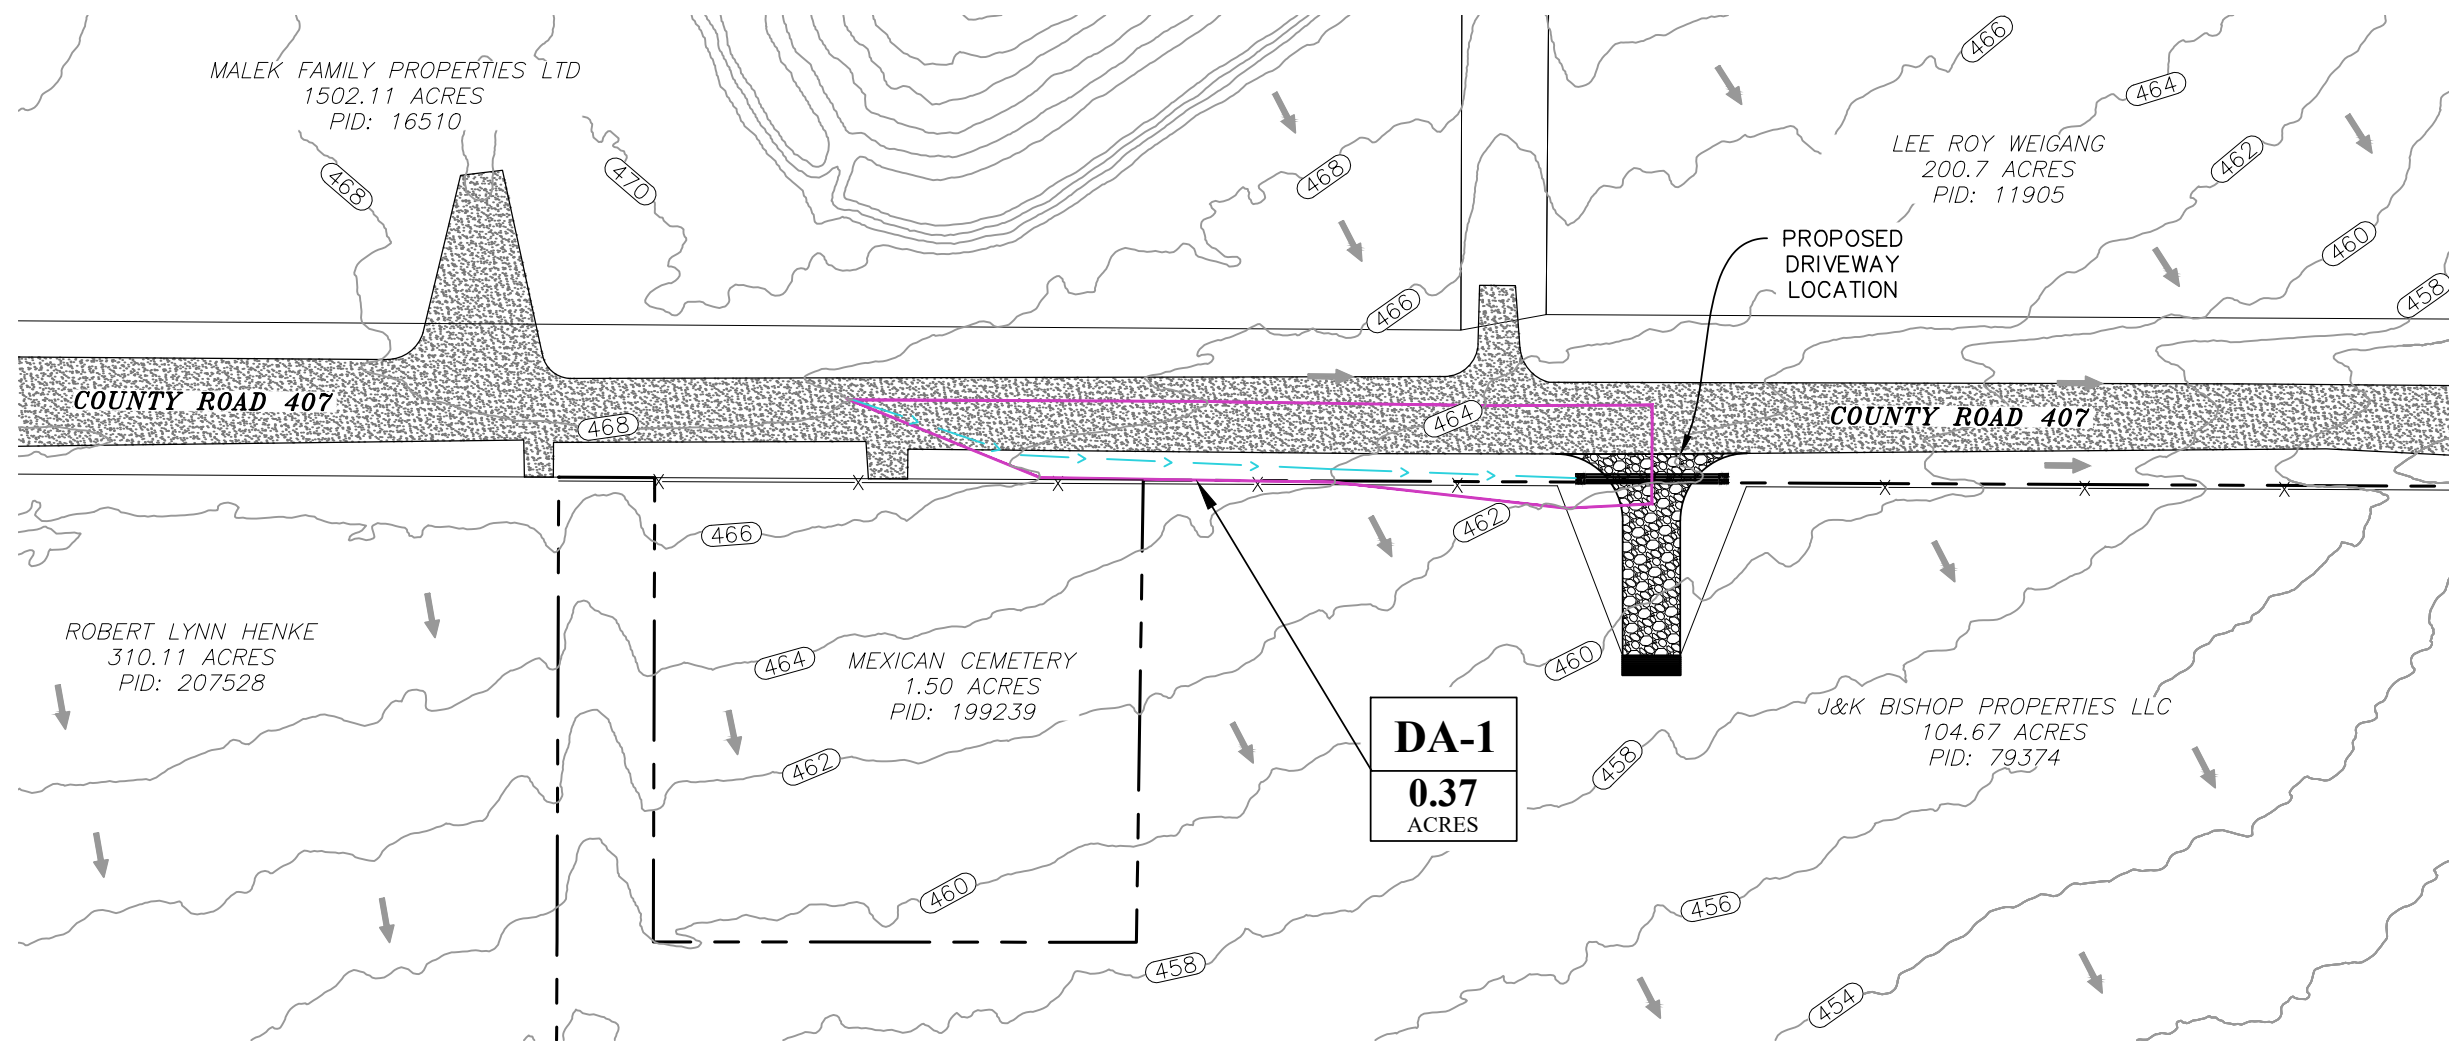 466
464
MALEK FAMILY PROPERTIES LTD
1502.11 ACRES
PID: 16510
LEE ROY WEIGANG
200.7 ACRES
PID: 11905
462
468
470
468
460
458
466
PROPOSED
DRIVEWAY
LOCATION
COUNTY ROAD 407
468
464
COUNTY ROAD 407
466
462
ROBERT LYNN HENKE
310.11 ACRES
PID: 207528
464
MEXICAN CEMETERY
1.50 ACRES
PID: 199239
460
J&K BISHOP PROPERTIES LLC
104.67 ACRES
PID: 79374
462
DA-1
0.37
ACRES
458
460
456
458
454